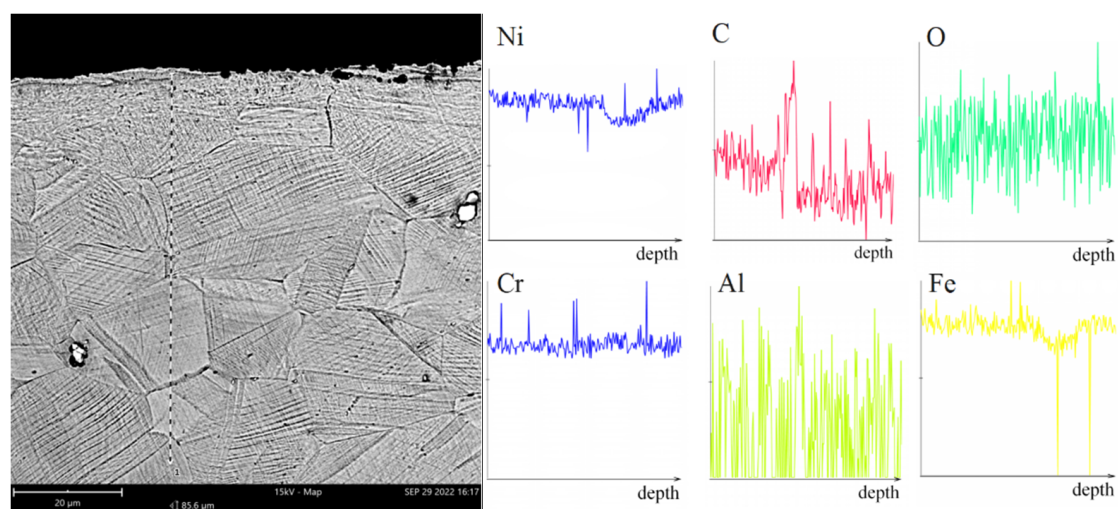 Ni
C
O
depth
depth
depth
Cr
Al
Fe
depth
depth
depth
1
15kV - Map
SEP 29 2022 16:17
20 µm
85.6 µm